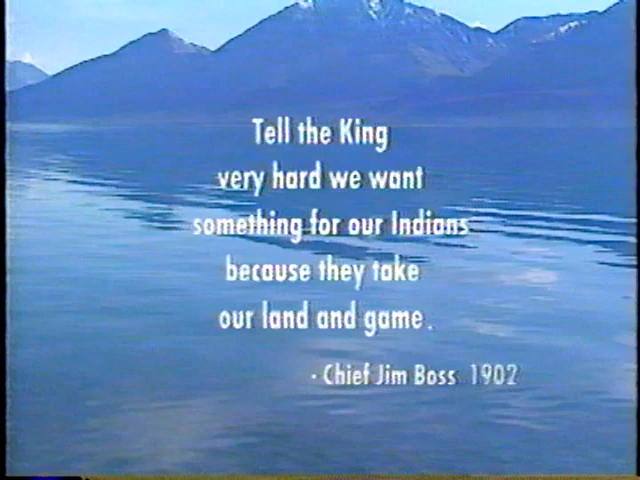 Tell the King
very hard we want
something for our Indians
because they take
our land and game.
- Chief Jim Boss 1902